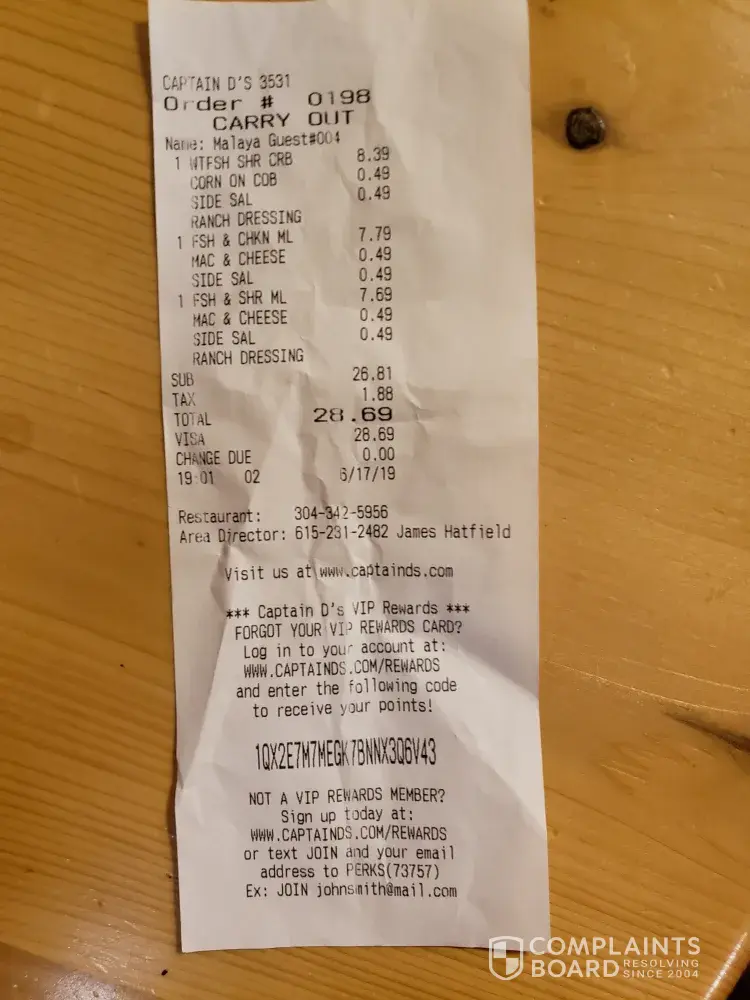 CAPTAIN D'S 3531
Order # 0198
CARRY OUT
Name: Malaya Guest#004
1 WTFSH SHR CRB 8.39
CORN ON COB 0.49
SIDE SAL 0.49
RANCH DRESSING
1 FSH & CHKN ML 7.79
MAC & CHEESE 0.49
SIDE SAL 0.49
1 FSH & SHR ML 7.69
MAC & CHEESE 0.49
SIDE SAL 0.49
RANCH DRESSING
SUB 26.81
TAX 1.88
TOTAL 28.69
VISA 28.69
CHANGE DUE 0.00
19:01 02 6/17/19
Restaurant: 304-342-5956
Area Director: 615-231-2482 James Hatfield
Visit us at www.captainds.com
*** Captain D's VIP Rewards ***
FORGOT YOUR VIP REWARDS CARD?
Log in to your account at:
WWW.CAPTAINDS.COM/REWARDS
and enter the following code
to receive your points!
1QX2E7M7MEGK7BNNX3Q6V43
NOT A VIP REWARDS MEMBER?
Sign up today at:
WWW.CAPTAINDS.COM/REWARDS
or text JOIN and your email
address to PERKS(73757)
Ex: JOIN johnsmith@mail.com
COMPLAINTS
BOARD RESOLVING SINCE 2004